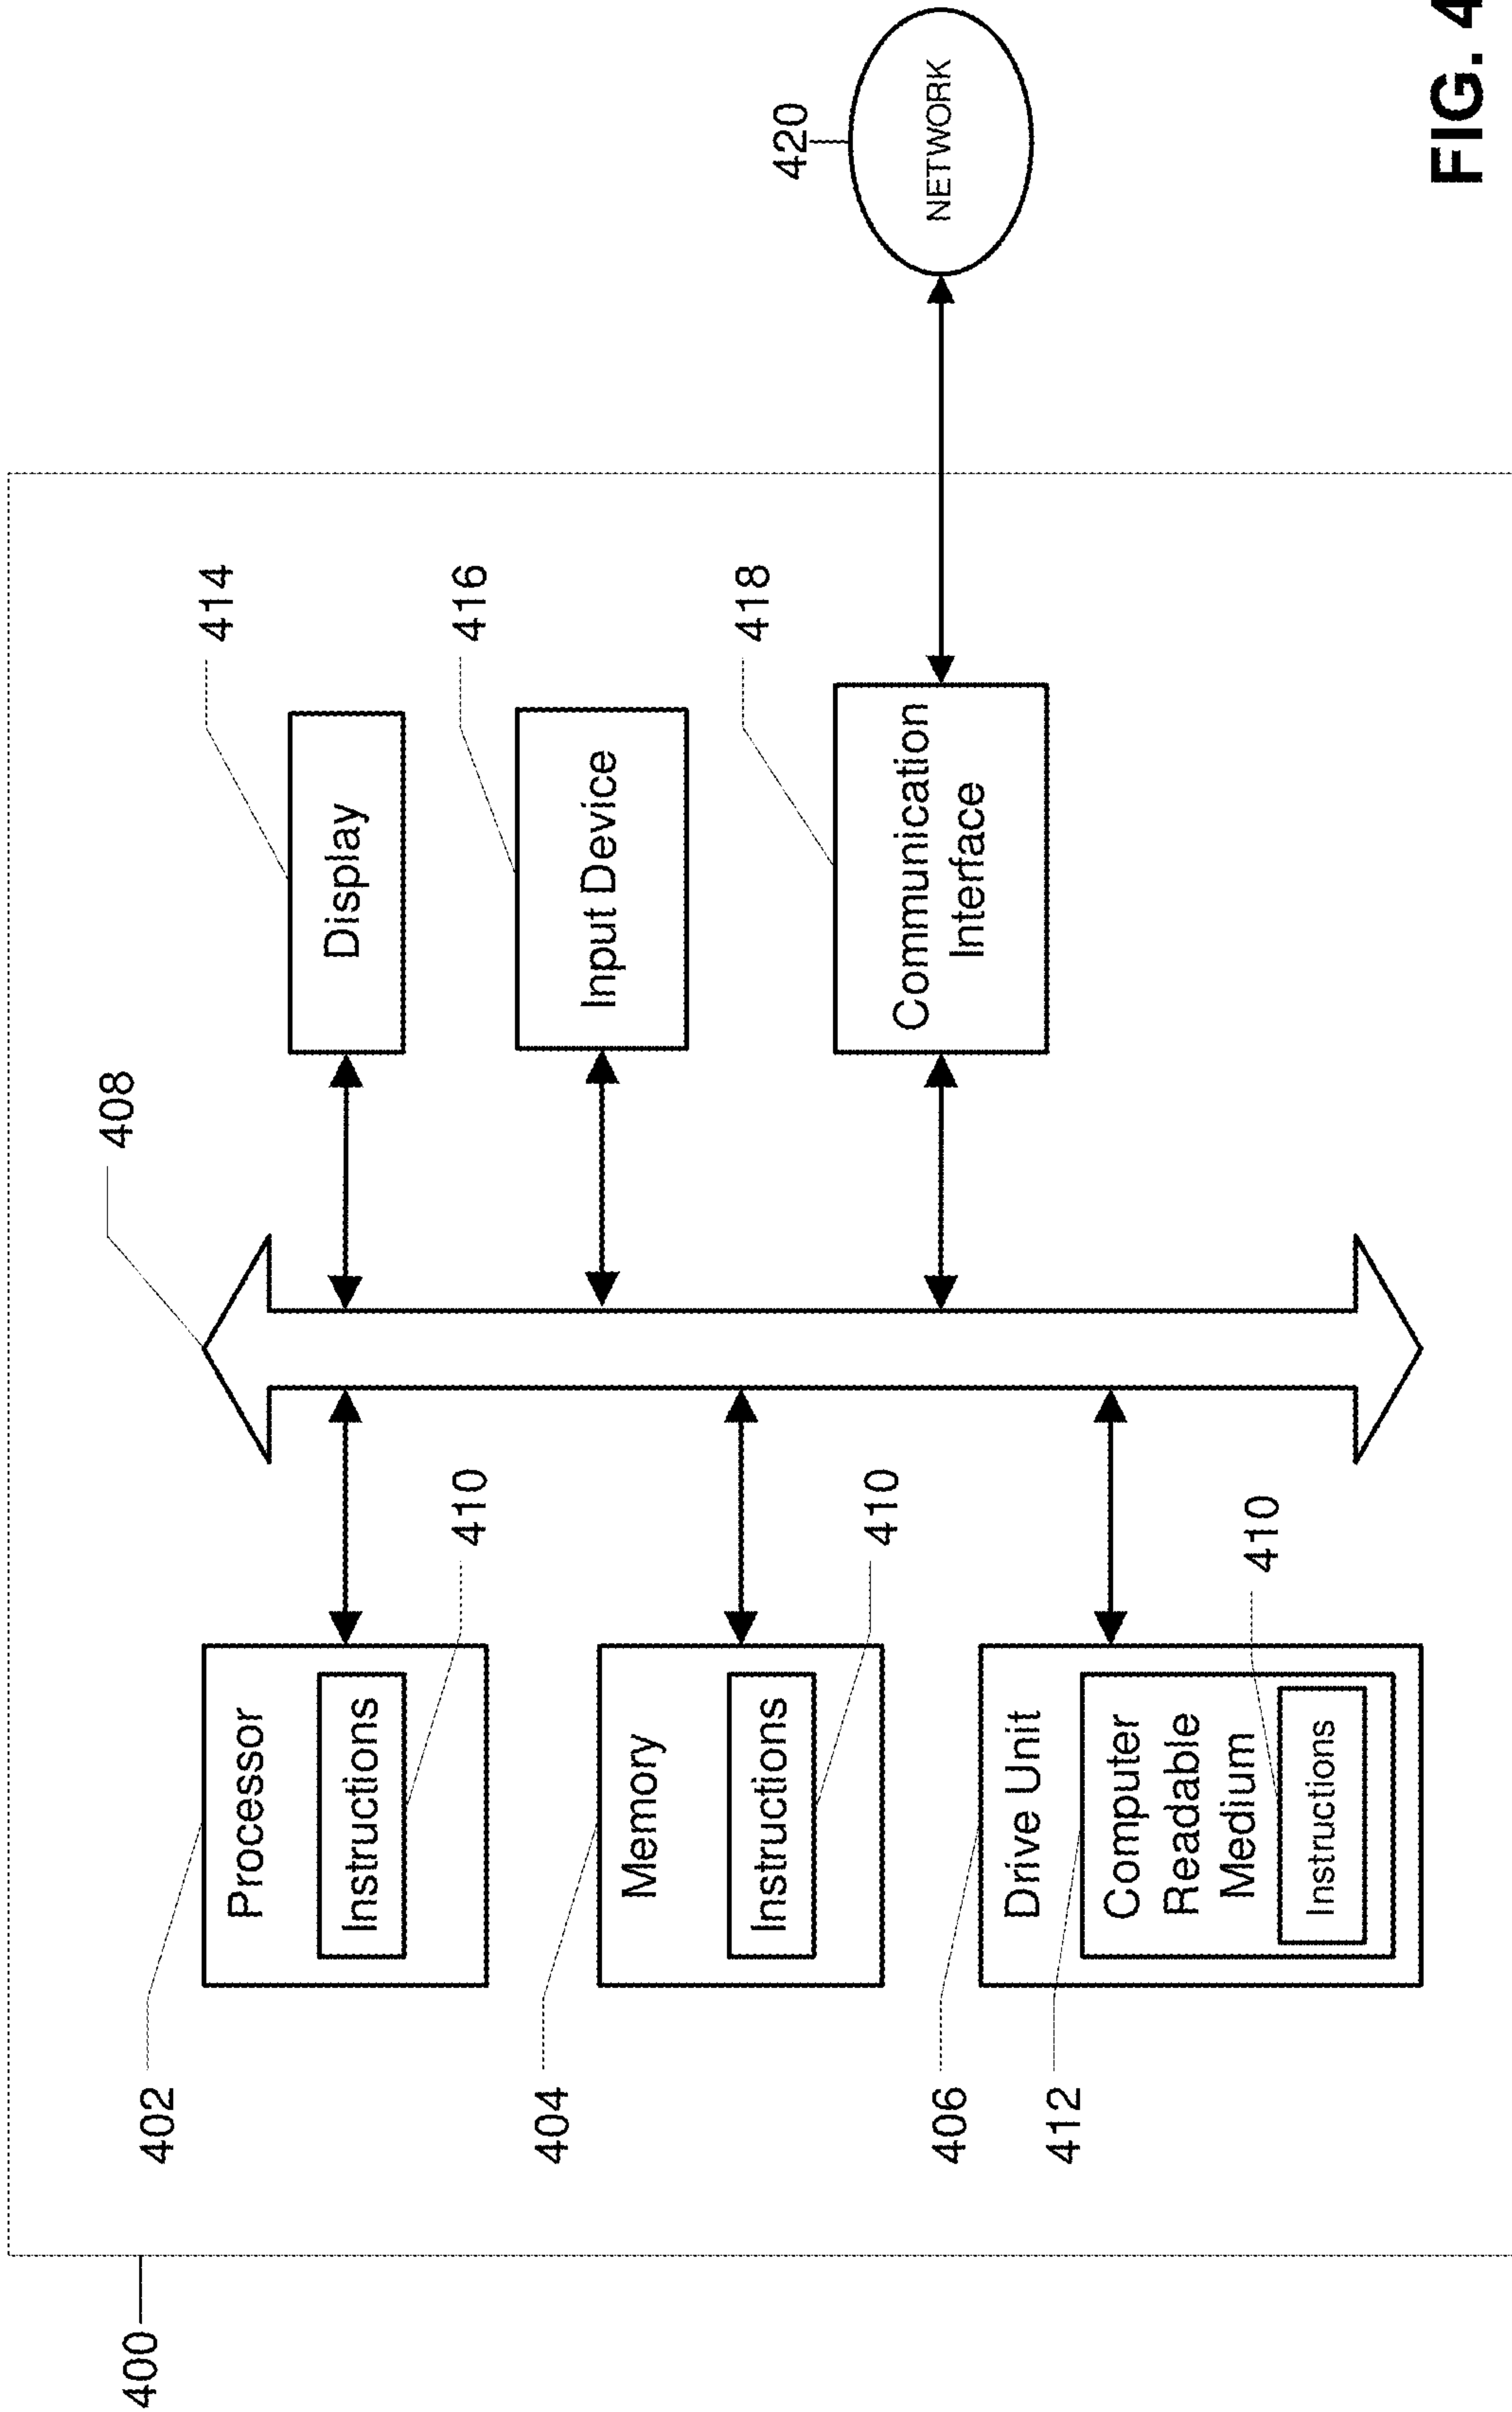 400
402
Processor
Instructions
410
404
Memory
Instructions
410
406
Drive Unit
412
Computer
Readable
Medium
Instructions
410
408
414
Display
416
Input Device
418
Communication
Interface
420
NETWORK
FIG. 4